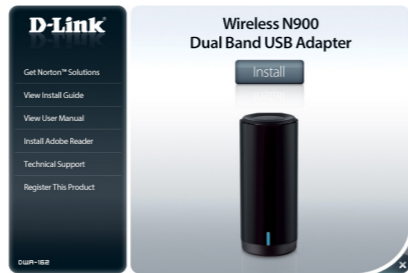 D-Link
Get Norton™ Solutions
View Install Guide
View User Manual
Install Adobe Reader
Technical Support
Register This Product
DWA-162
Wireless N900
Dual Band USB Adapter
Install